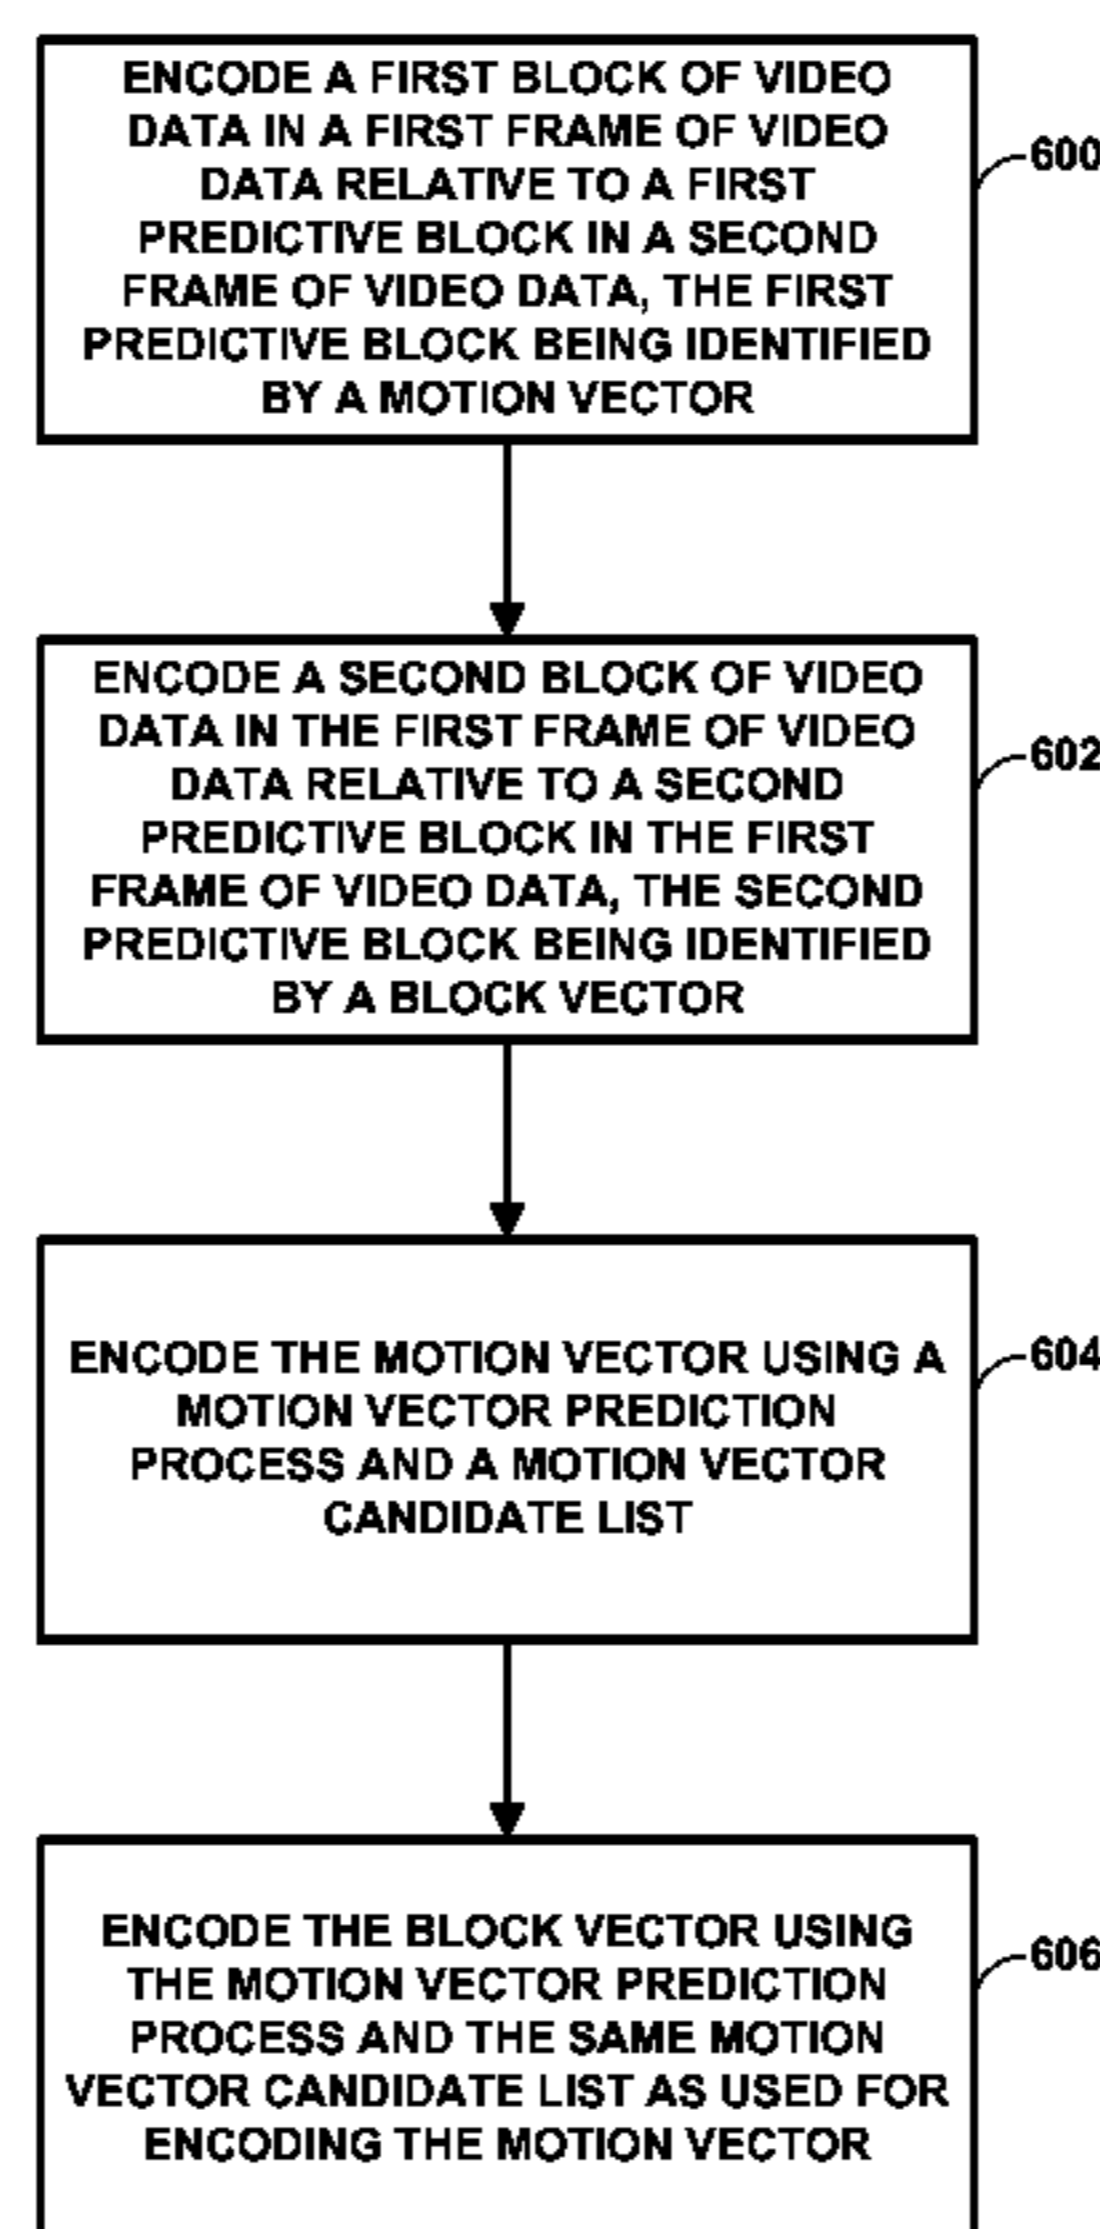 ENCODE A FIRST BLOCK OF VIDEO
DATA IN A FIRST FRAME OF VIDEO
DATA RELATIVE TO A FIRST
PREDICTIVE BLOCK IN A SECOND
FRAME OF VIDEO DATA, THE FIRST
PREDICTIVE BLOCK BEING IDENTIFIED
BY A MOTION VECTOR
600
ENCODE A SECOND BLOCK OF VIDEO
DATA IN THE FIRST FRAME OF VIDEO
DATA RELATIVE TO A SECOND
PREDICTIVE BLOCK IN THE FIRST
FRAME OF VIDEO DATA, THE SECOND
PREDICTIVE BLOCK BEING IDENTIFIED
BY A BLOCK VECTOR
602
ENCODE THE MOTION VECTOR USING A
MOTION VECTOR PREDICTION
PROCESS AND A MOTION VECTOR
CANDIDATE LIST
604
ENCODE THE BLOCK VECTOR USING
THE MOTION VECTOR PREDICTION
PROCESS AND THE SAME MOTION
VECTOR CANDIDATE LIST AS USED FOR
ENCODING THE MOTION VECTOR
606